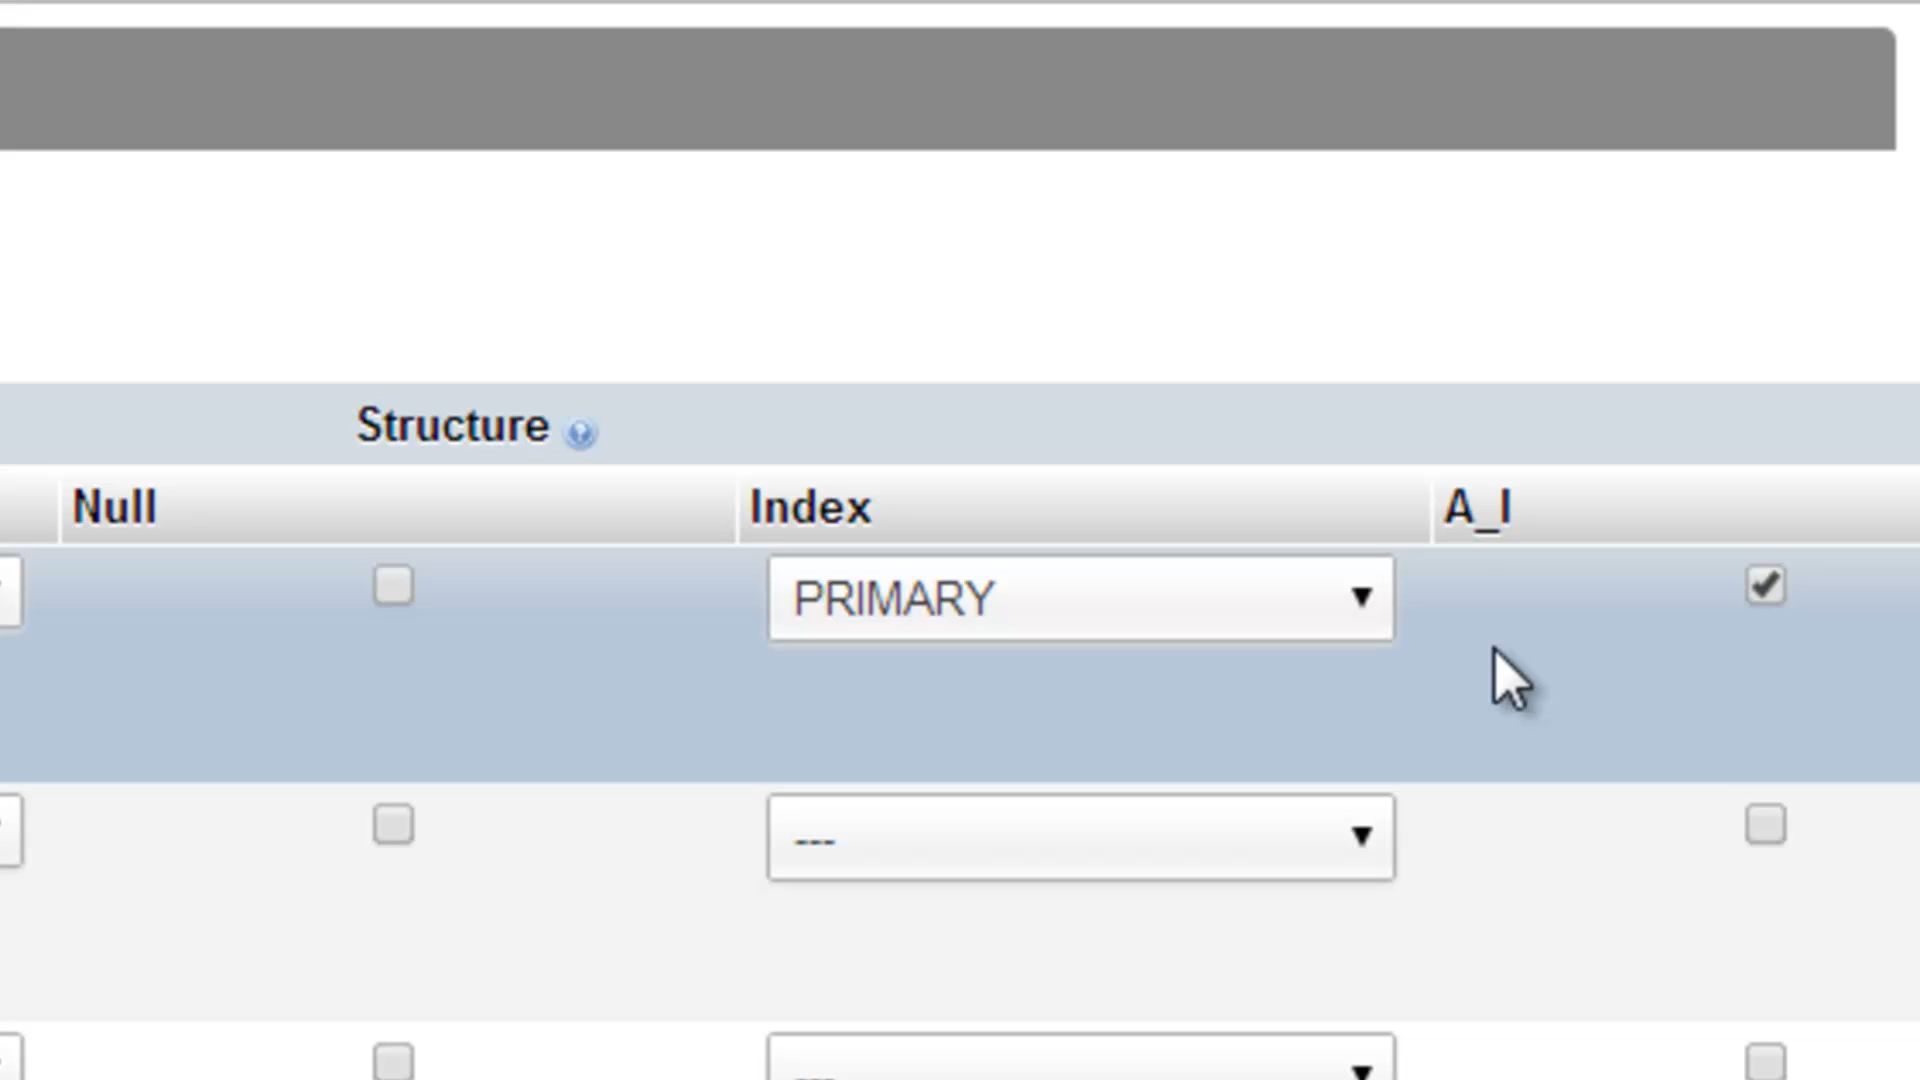 Structure
Null Index A_I
PRIMARY
---
---